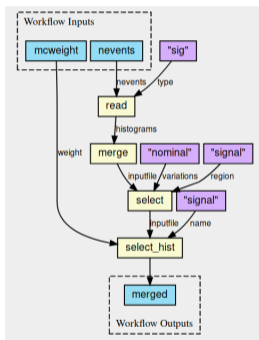 Workflow Inputs
mcweight
nevents
"sig"
nevents
type
read
histograms
merge
"nominal"
"signal"
weight
inputfile
variations
region
select
"signal"
inputfile
name
select_hist
merged
Workflow Outputs